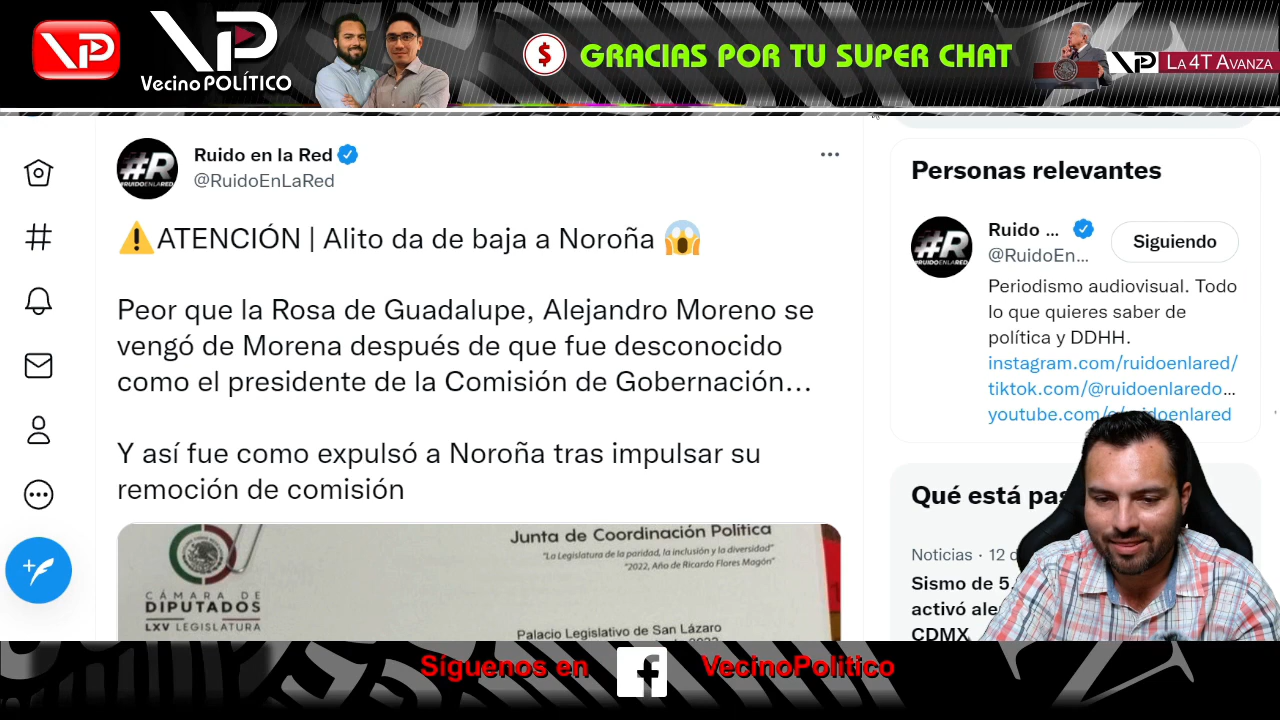 VP
VP
Vecino POLÍTICO
$ GRACIAS POR TU SUPER CHAT
VP LA 4T AVANZA
#R
#RUIDOENLARED
Ruido en la Red
@RuidoEnLaRed
⚠️ATENCIÓN | Alito da de baja a Noroña 😱
Peor que la Rosa de Guadalupe, Alejandro Moreno se
vengó de Morena después de que fue desconocido
como el presidente de la Comisión de Gobernación...
Y así fue como expulsó a Noroña tras impulsar su
remoción de comisión
CÁMARA DE
DIPUTADOS
LXV LEGISLATURA
Junta de Coordinación Política
"La Legislatura de la paridad, la inclusión y la diversidad"
"2022, Año de Ricardo Flores Magón"
Palacio Legislativo de San Lázaro
Personas relevantes
#R
#RUIDOENLARED
Ruido ...
@RuidoEn...
Siguiendo
Periodismo audiovisual. Todo
lo que quieres saber de
política y DDHH.
instagram.com/ruidoenlared/
tiktok.com/@ruidoenlaredo...
youtube.com/c/ruidoenlared
Qué está pas
Noticias · 12 d
Sismo de 5
activó ale
CDMX
Síguenos en f VecinoPolitico